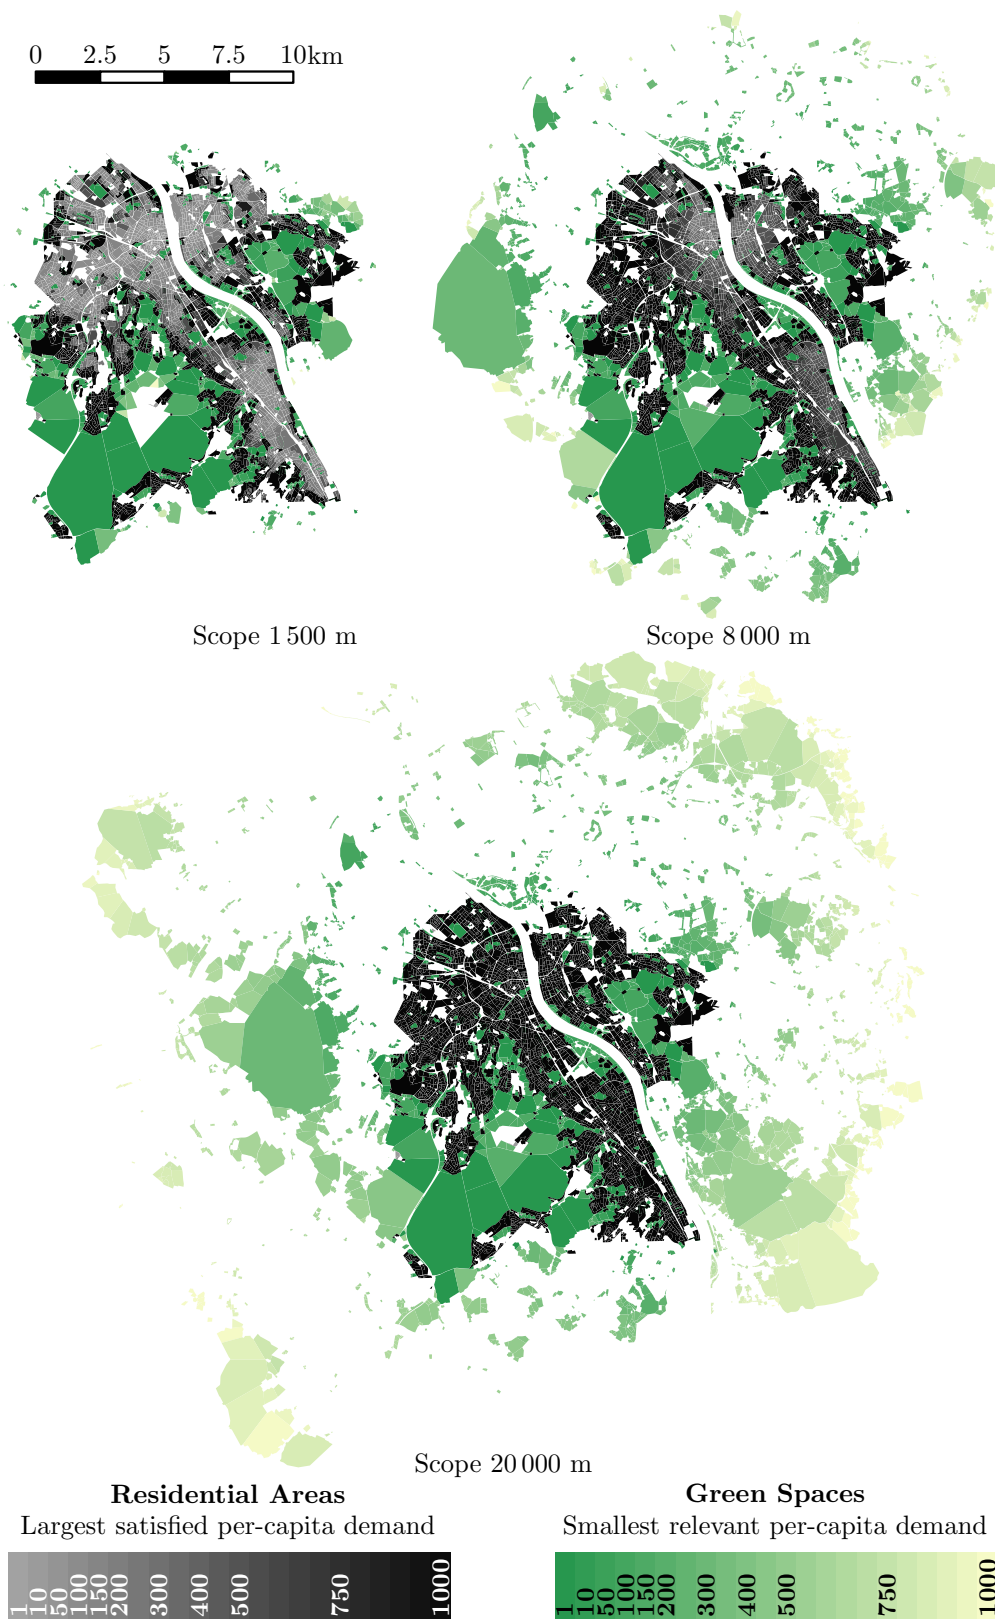 0 2.5 5 7.5 10km
Scope 1 500 m
Scope 8 000 m
Scope 20 000 m
Residential Areas
Largest satisfied per-capita demand
1 10 50 100 150 200 300 400 500 750 1000
Green Spaces
Smallest relevant per-capita demand
1 10 50 100 150 200 300 400 500 750 1000